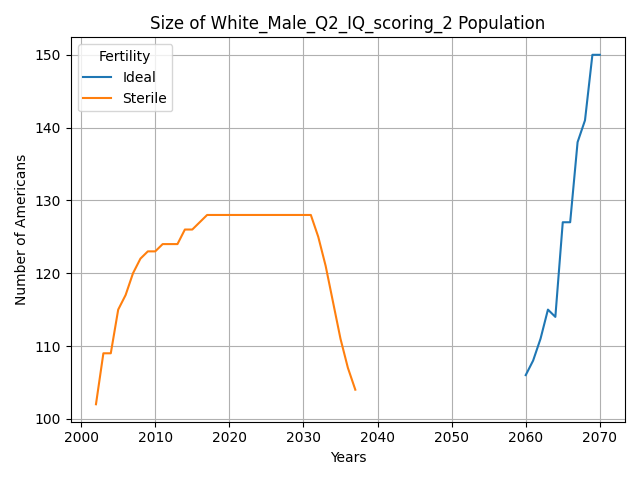 Size of White_Male_Q2_IQ_scoring_2 Population
Fertility
Ideal
Sterile
Number of Americans
150
140
130
120
110
100
2000 2010 2020 2030 2040 2050 2060 2070
Years